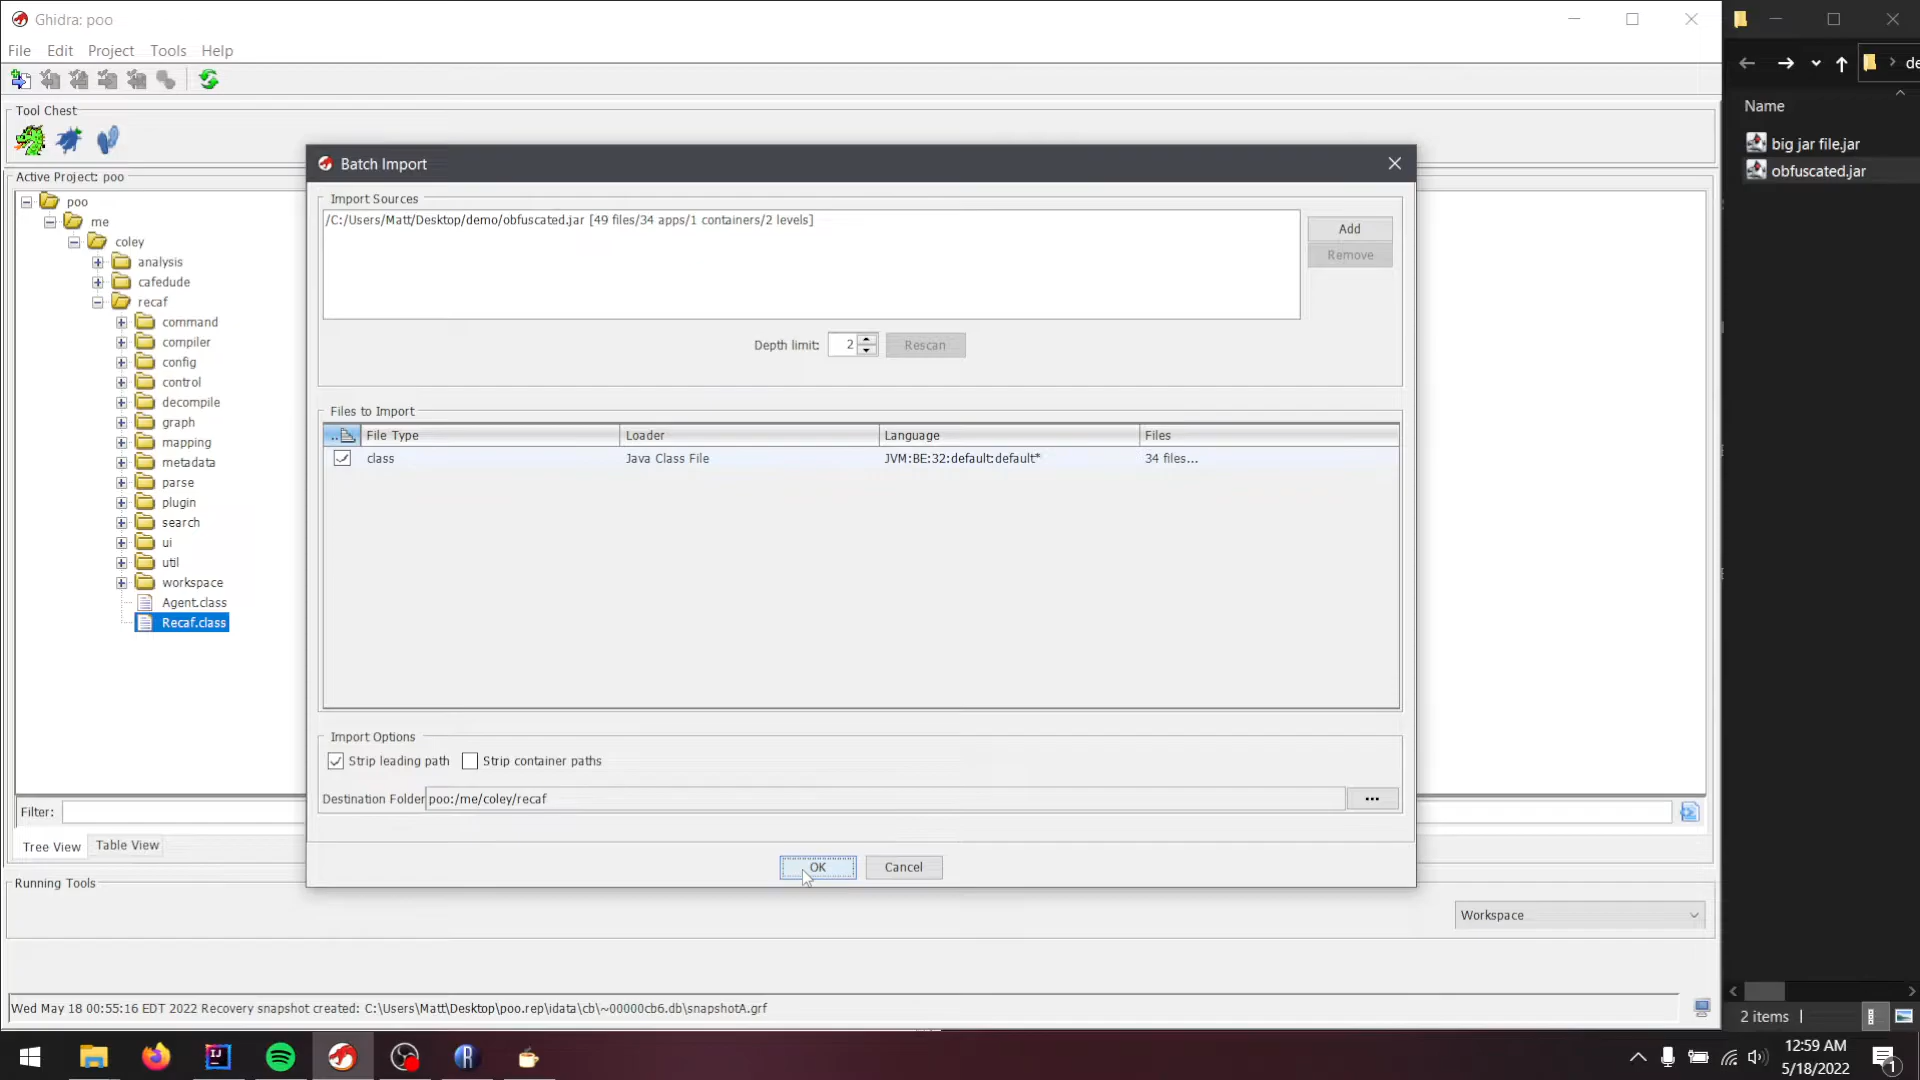 Ghidra: poo
File Edit Project Tools Help
Tool Chest
Active Project: poo
poo
me
coley
analysis
cafedude
recaf
command
compiler
config
control
decompile
graph
mapping
metadata
parse
plugin
search
ui
util
workspace
Agent.class
Recaf.class
Filter:
Tree View Table View
Running Tools
Workspace
Wed May 18 00:55:16 EDT 2022 Recovery snapshot created: C:\Users\Matt\Desktop\poo.rep\idata\cb\~00000cb6.db\snapshotA.grf
Batch Import
Import Sources
/C:/Users/Matt/Desktop/demo/obfuscated.jar [49 files/34 apps/1 containers/2 levels]
Add
Remove
Depth limit: 2 Rescan
Files to Import
.. File Type Loader Language Files
class Java Class File JVM:BE:32:default:default* 34 files...
Import Options
Strip leading path Strip container paths
Destination Folder poo:/me/coley/recaf ...
OK Cancel
de
Name
big jar file.jar
obfuscated.jar
2 items
12:59 AM
5/18/2022
1